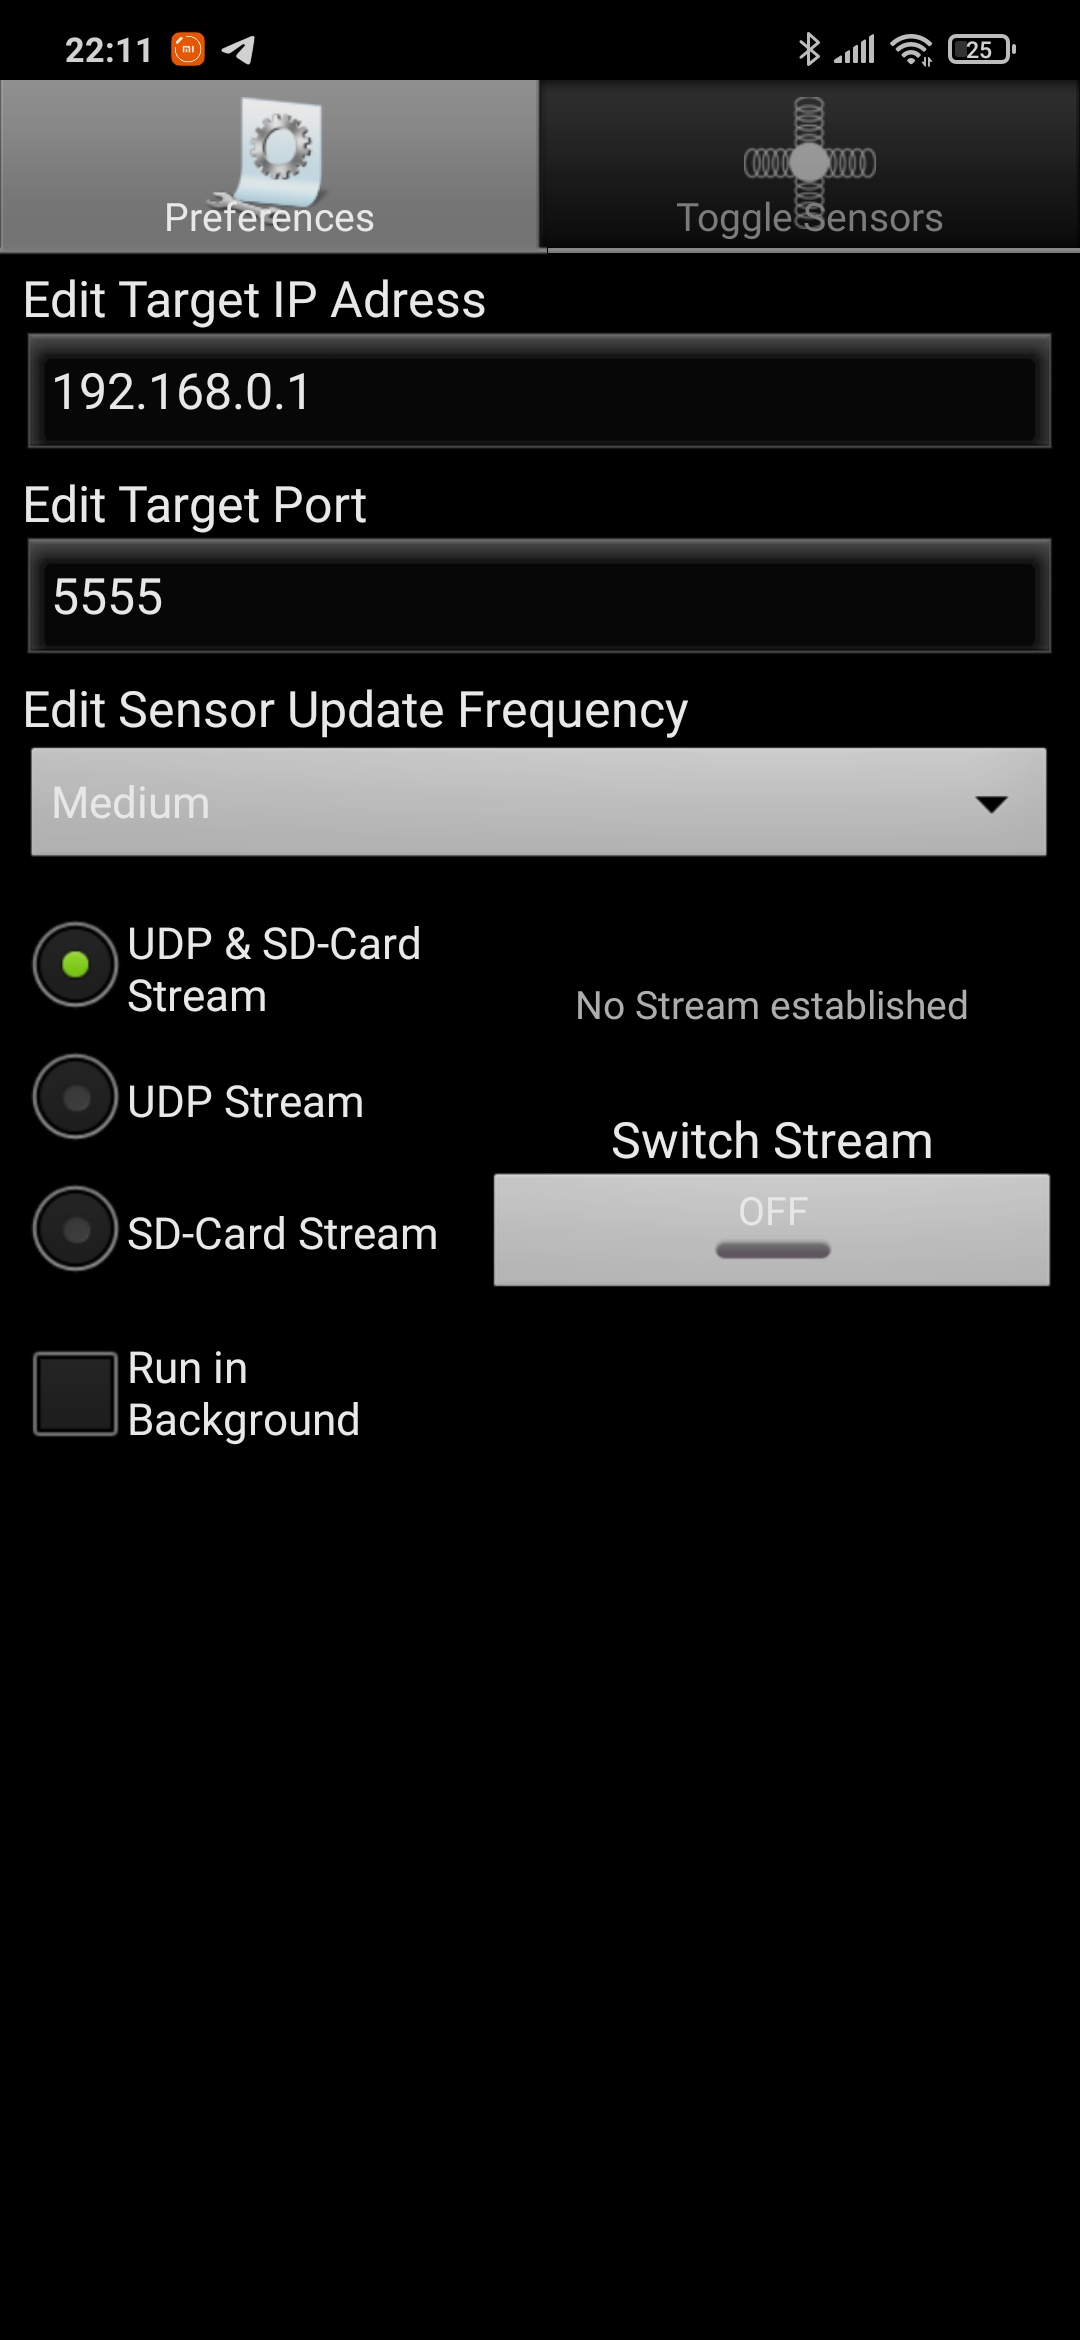 22:11
25
Preferences
Toggle Sensors
Edit Target IP Adress
192.168.0.1
Edit Target Port
5555
Edit Sensor Update Frequency
Medium
UDP & SD-Card
Stream
No Stream established
UDP Stream
Switch Stream
OFF
SD-Card Stream
Run in
Background